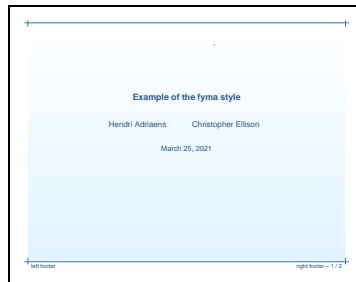 Example of the fyma style
Hendri Adriaens Christopher Ellison
March 25, 2021
left footer right footer – 1 / 2